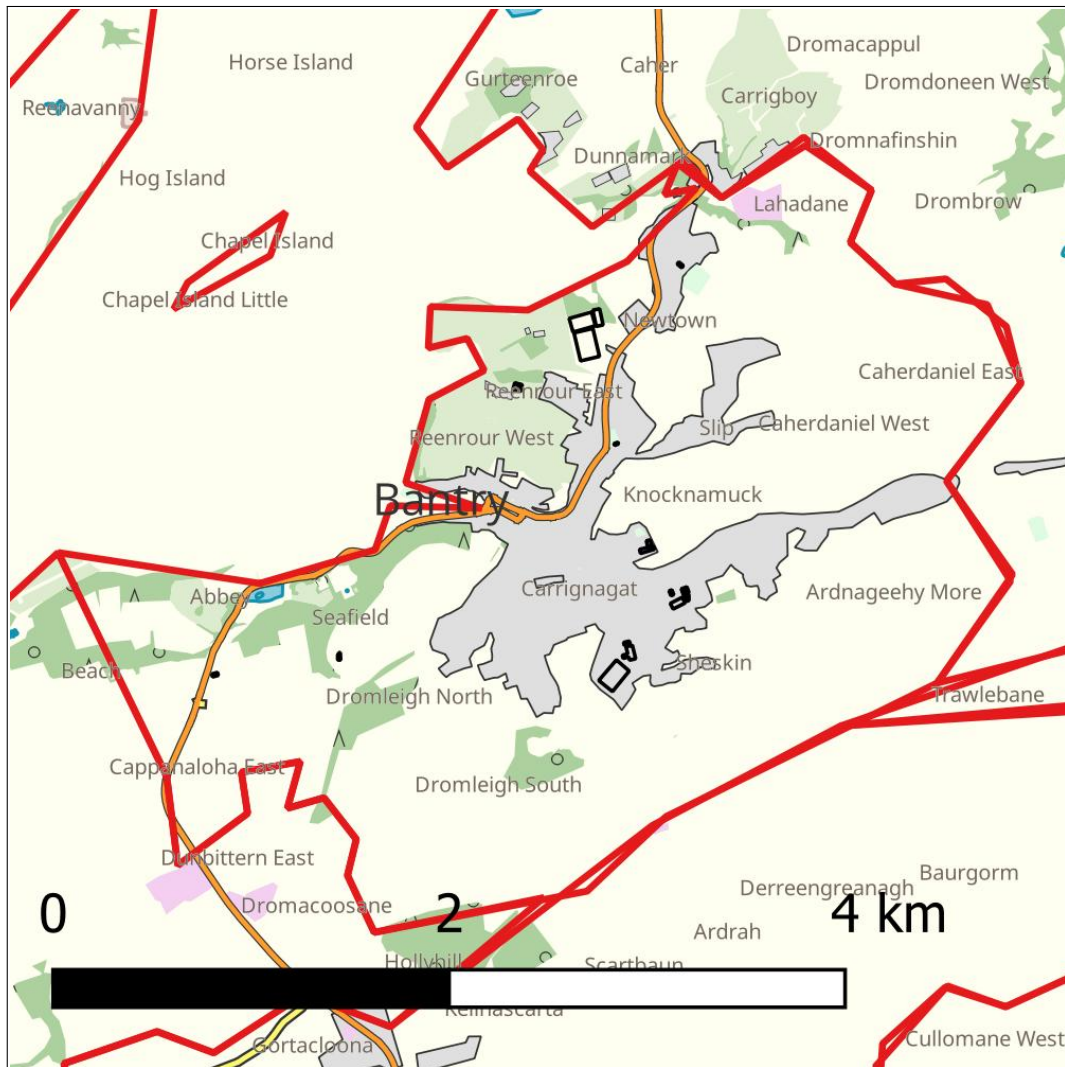 Dromacappul
Horse Island
Caher
Gurteenroe
Dromdoneen West
Carrigboy
Reenavanny
Dromnafinshin
Dunnamark
Hog Island
Lahadane
Drombrow
Chapel Island
Chapel Island Little
Newtown
Caherdaniel East
Reenrour East
Caherdaniel West
Slip
Reenrour West
Knocknamuck
Bantry
Carrignagat
Ardnageehy More
Abbey
Seafield
Sheskin
Beach
Trawlebane
Dromleigh North
Cappanaloha East
Dromleigh South
Dunbittern East
Baurgorm
Derreengreanagh
Dromacoosane
0 2 4 km
Ardrah
Hollyhill
Scartbaun
Keilnascarta
Cullomane West
Gortacloona